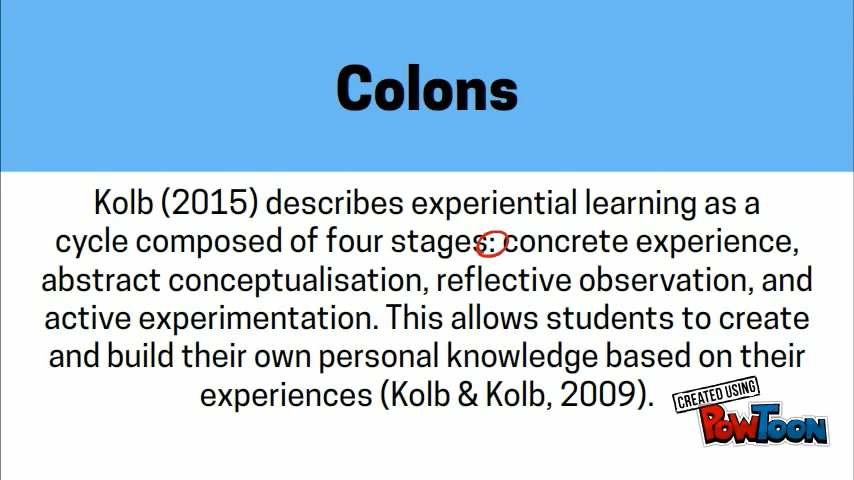 Colons
Kolb (2015) describes experiential learning as a
cycle composed of four stages: concrete experience,
abstract conceptualisation, reflective observation, and
active experimentation. This allows students to create
and build their own personal knowledge based on their
experiences (Kolb & Kolb, 2009).
CREATED USING
POWTOON